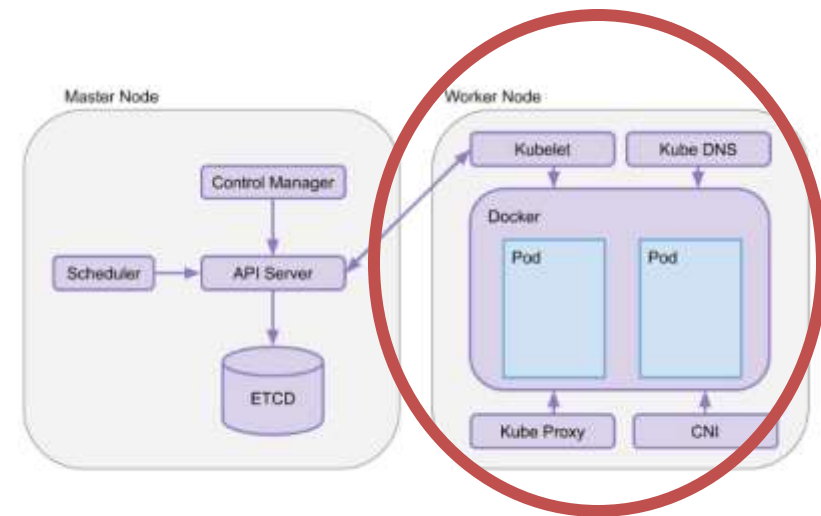 Master Node
Control Manager
Scheduler
API Server
ETCD
Worker Node
Kubelet
Kube DNS
Docker
Pod
Pod
Kube Proxy
CNI